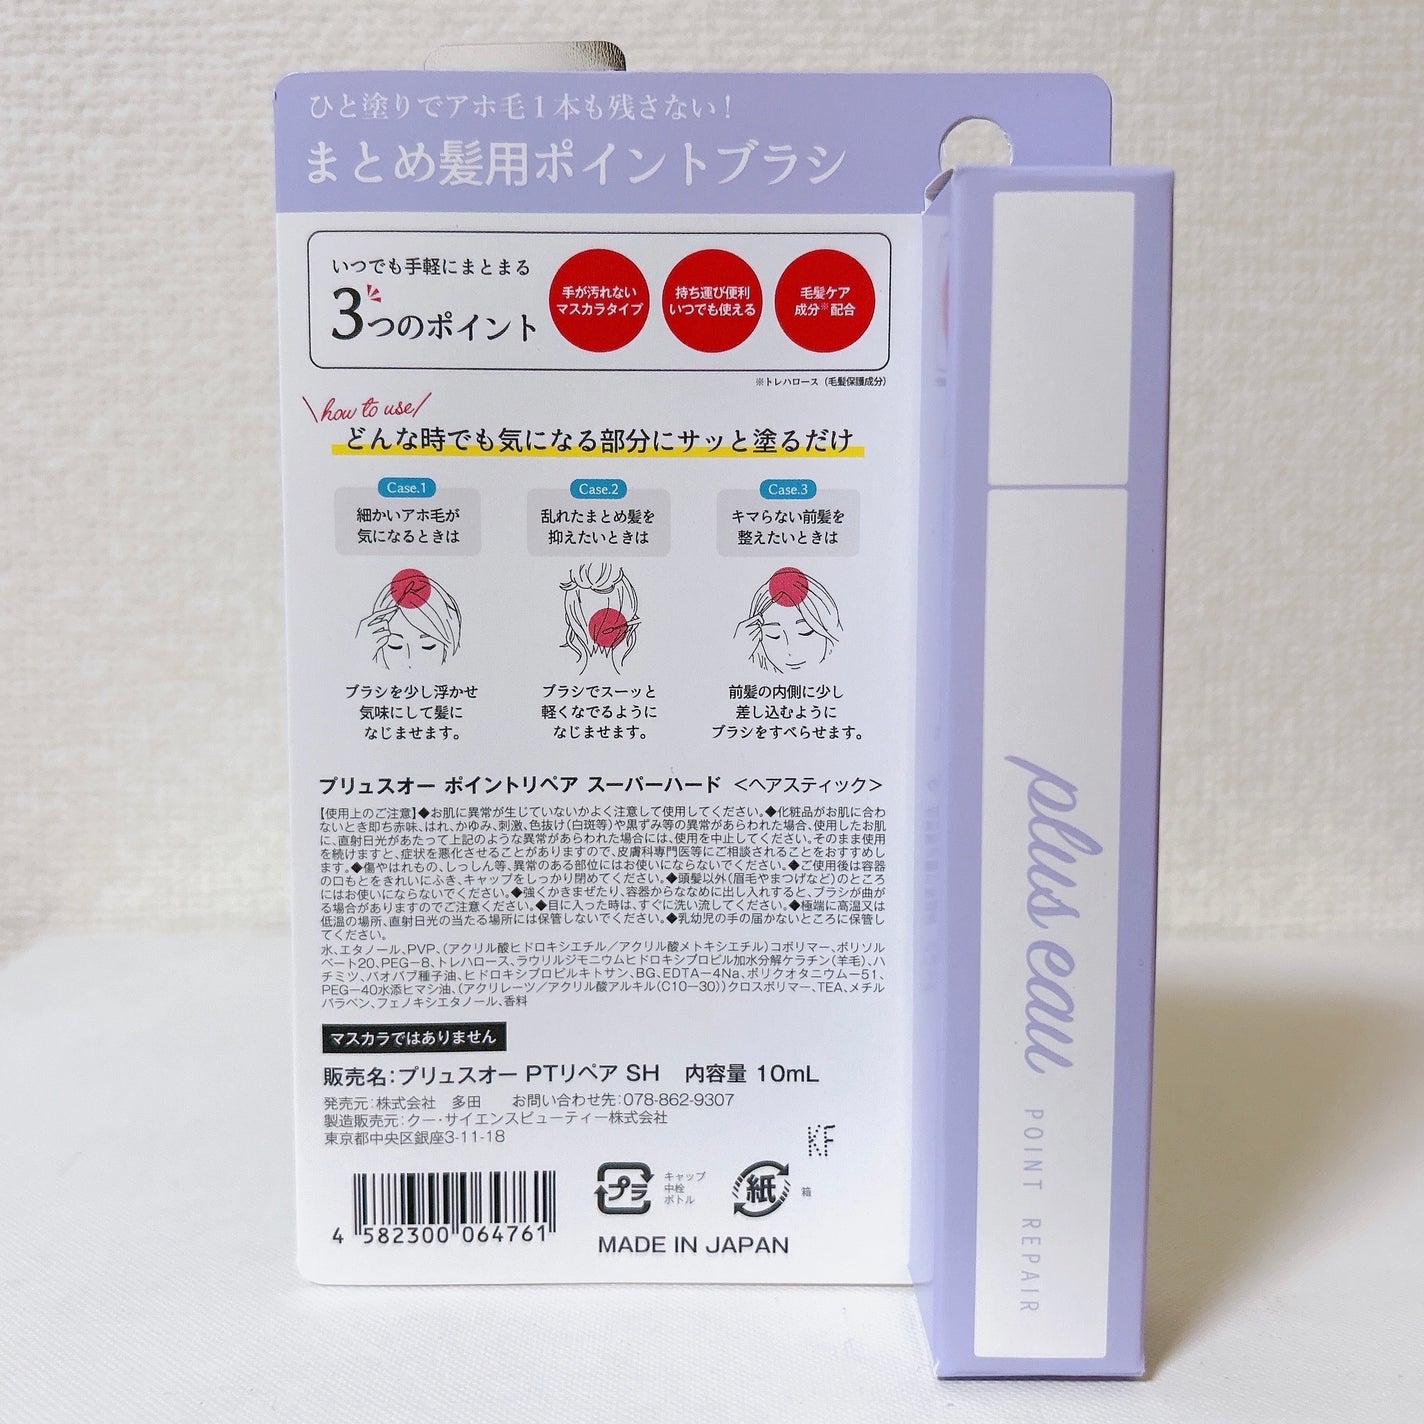 ひと塗りでアホ毛1本も残さない!
まとめ髪用ポイントブラシ
いつでも手軽にまとまる
3つのポイント
手が汚れない
マスカラタイプ
持ち運び便利
いつでも使える
毛髪ケア
成分※配合
※トレハロース（毛髪保護成分）
how to use
どんな時でも気になる部分にサッと塗るだけ
Case.1
細かいアホ毛が
気になるときは
ブラシを少し浮かせ
気味にして髪に
なじませます。
Case.2
乱れたまとめ髪を
抑えたいときは
ブラシでスーッと
軽くなでるように
なじませます。
Case.3
キマらない前髪を
整えたいときは
前髪の内側に少し
差し込むように
ブラシをすべらせます。
プリュスオー ポイントリペア スーパーハード ＜ヘアスティック＞
【使用上のご注意】◆お肌に異常が生じていないかよく注意して使用してください。◆化粧品がお肌に合わ
ないとき即ち赤味、はれ、かゆみ、刺激、色抜け(白斑等)や黒ずみ等の異常があらわれた場合、使用したお肌
に、直射日光があたって上記のような異常があらわれた場合には、使用を中止してください。そのまま使用
を続けますと、症状を悪化させることがありますので、皮膚科専門医等にご相談されることをおすすめし
ます。◆傷やはれもの、しっしん等、異常のある部位にはお使いにならないでください。◆ご使用後は容器
の口もとをきれいにふき、キャップをしっかり閉めてください。◆頭髪以外(眉毛やまつげなど)のところ
にはお使いにならないでください。◆強くかきまぜたり、容器からななめに出し入れすると、ブラシが曲が
る場合がありますのでご注意ください。◆目に入った時は、すぐに洗い流してください。◆極端に高温又は
低温の場所、直射日光の当たる場所には保管しないでください。◆乳幼児の手の届かないところに保管し
てください。
水、エタノール、PVP、(アクリル酸ヒドロキシエチル／アクリル酸メトキシエチル)コポリマー、ポリソル
ベート20、PEG－8、トレハロース、ラウリルジモニウムヒドロキシプロピル加水分解ケラチン(羊毛)、ハ
チミツ、バオバブ種子油、ヒドロキシプロピルキトサン、BG、EDTA－4Na、ポリクオタニウム－51、
PEG－40水添ヒマシ油、(アクリレーツ／アクリル酸アルキル(C10－30))クロスポリマー、TEA、メチル
パラベン、フェノキシエタノール、香料
マスカラではありません
販売名：プリュスオー PTリペア SH 内容量 10mL
発売元：株式会社 多田 お問い合わせ先：078-862-9307
製造販売元：クー・サイエンスビューティー株式会社
東京都中央区銀座3-11-18
KF
4 582300 064761
プラ
キャップ
中栓
ボトル
紙
箱
MADE IN JAPAN
plus eau
POINT REPAIR